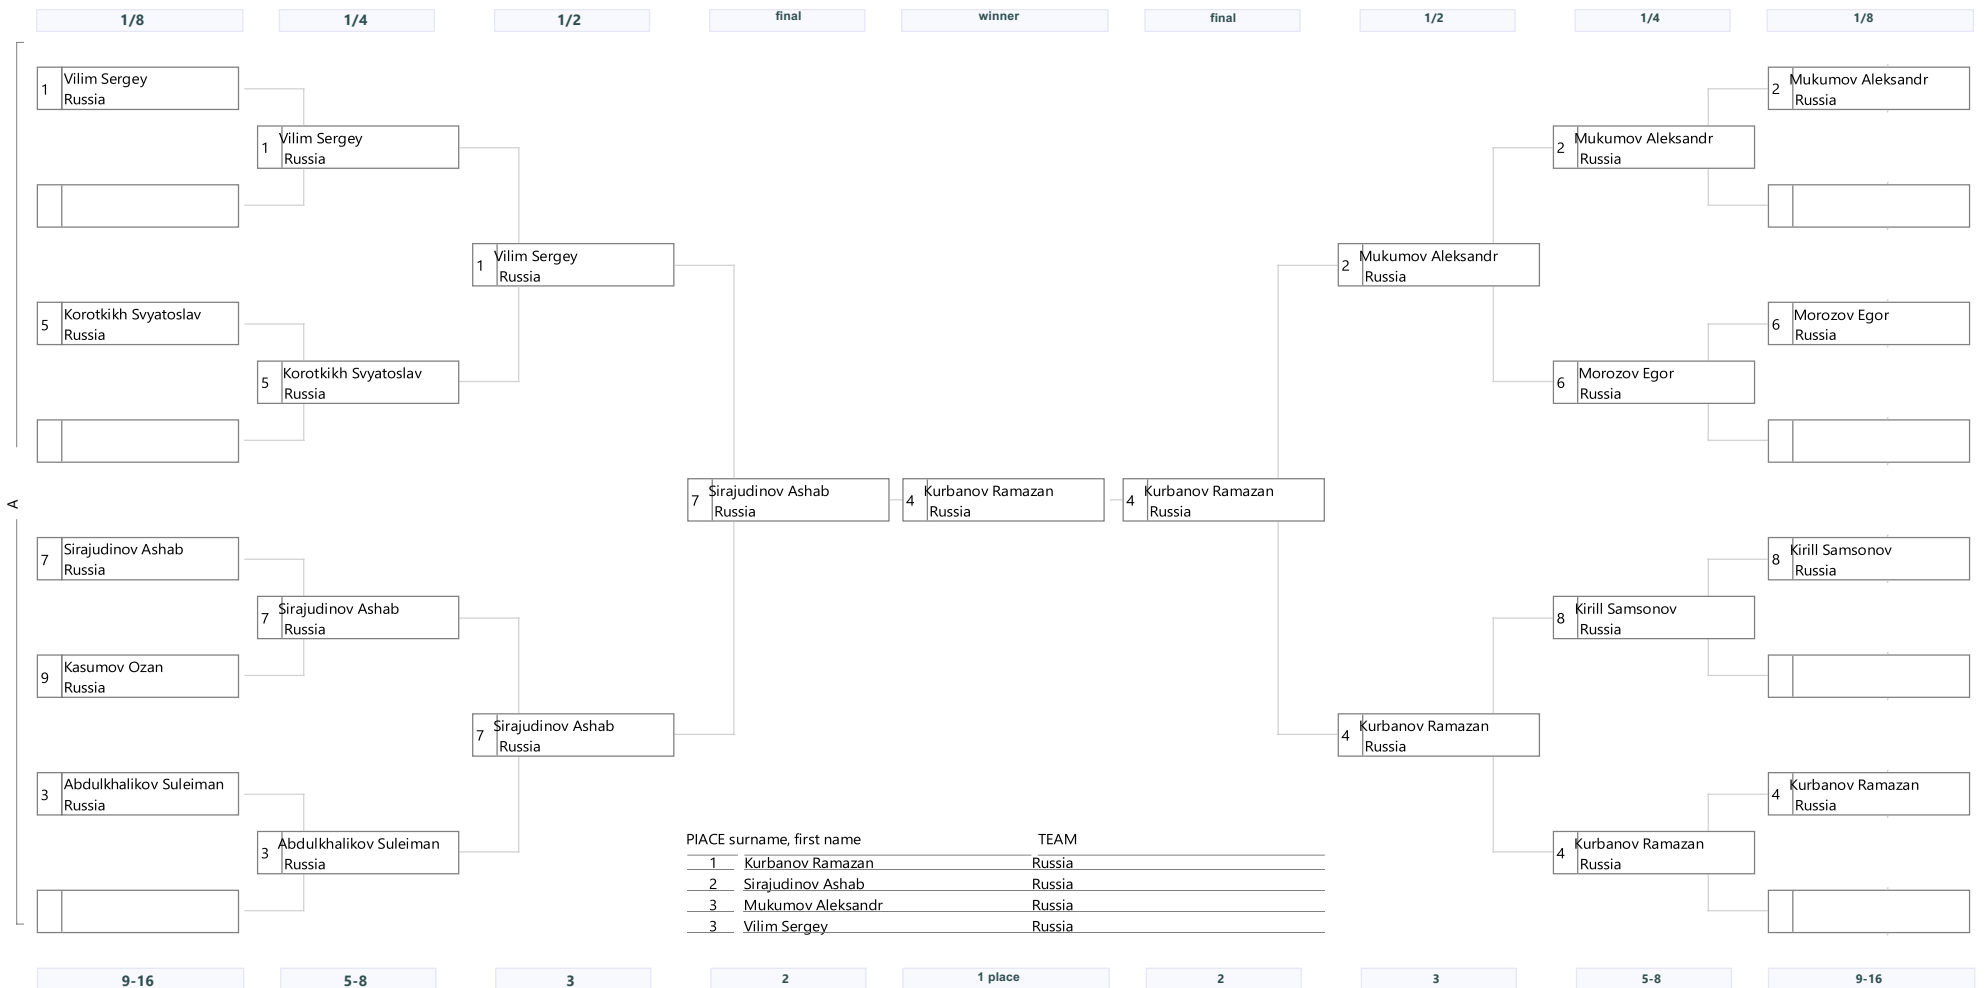 1/8 1/4 1/2 final winner final 1/2 1/4 1/8
1 Vilim Sergey
Russia
2 Mukumov Aleksandr
Russia
1 Vilim Sergey
Russia
2 Mukumov Aleksandr
Russia
1 Vilim Sergey
Russia
2 Mukumov Aleksandr
Russia
5 Korotkikh Svyatoslav
Russia
6 Morozov Egor
Russia
5 Korotkikh Svyatoslav
Russia
6 Morozov Egor
Russia
A
7 Sirajudinov Ashab
Russia
4 Kurbanov Ramazan
Russia
4 Kurbanov Ramazan
Russia
7 Sirajudinov Ashab
Russia
8 Kirill Samsonov
Russia
7 Sirajudinov Ashab
Russia
8 Kirill Samsonov
Russia
9 Kasumov Ozan
Russia
7 Sirajudinov Ashab
Russia
4 Kurbanov Ramazan
Russia
3 Abdulkhalikov Suleiman
Russia
4 Kurbanov Ramazan
Russia
3 Abdulkhalikov Suleiman
Russia
4 Kurbanov Ramazan
Russia
PlACE surname, first name TEAM
1 Kurbanov Ramazan Russia
2 Sirajudinov Ashab Russia
3 Mukumov Aleksandr Russia
3 Vilim Sergey Russia
9-16 5-8 3 2 1 place 2 3 5-8 9-16